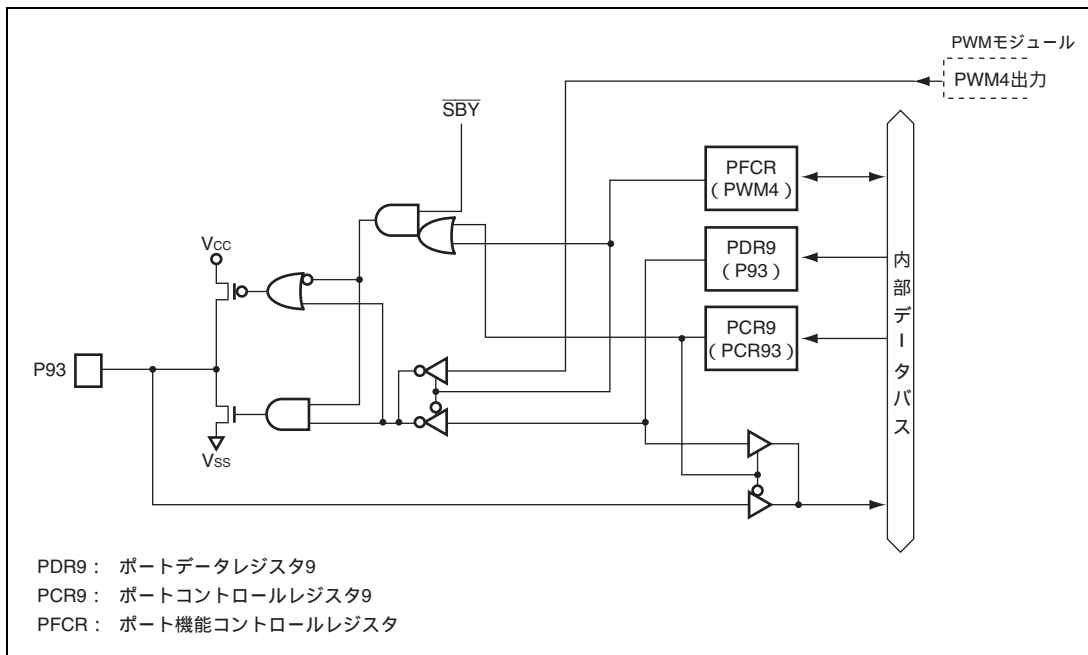 PWMモジュール
PWM4出力
SBY
PFCR
(PWM4)
VCC
PDR9
(P93)
PCR9
(PCR93)
内部データバス
P93
VSS
PDR9: ポートデータレジスタ9
PCR9: ポートコントロールレジスタ9
PFCR: ポート機能コントロールレジスタ